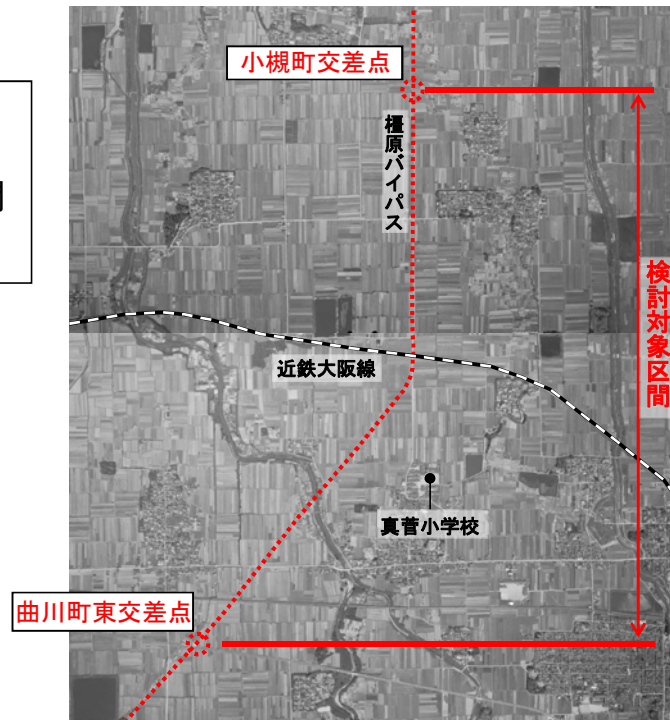 小槻町交差点
橿原バイパス
検討対象区間
近鉄大阪線
真菅小学校
曲川町東交差点